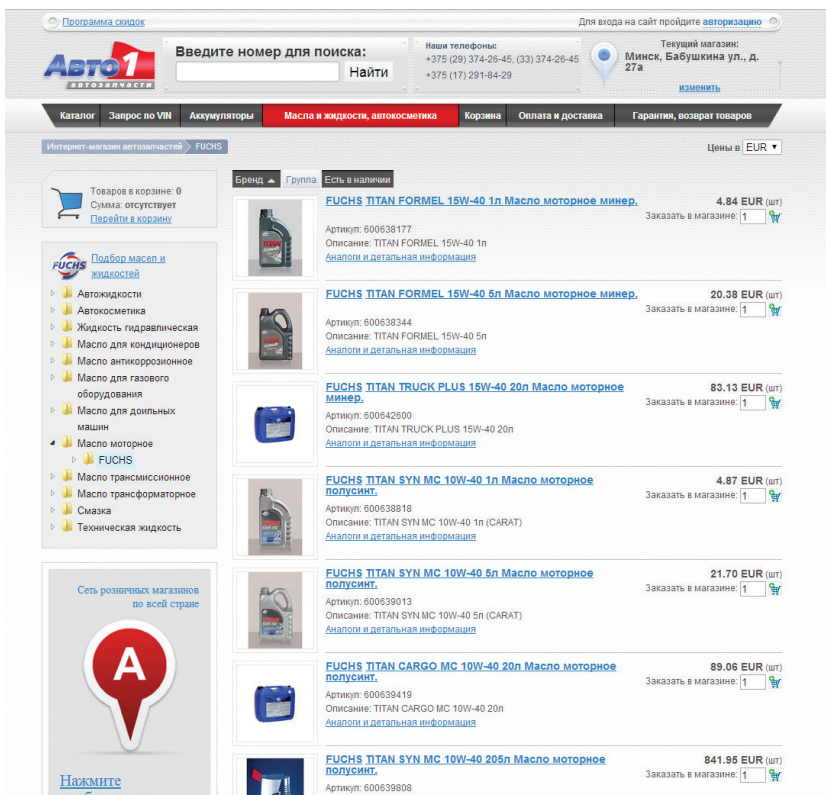 Программа скидок
Для входа на сайт пройдите авторизацию
Авто1
автозапчасти
Введите номер для поиска:
Найти
Наши телефоны:
+375 (29) 374-26-45, (33) 374-26-45
+375 (17) 291-84-29
Текущий магазин:
Минск, Бабушкина ул., д.
27а
изменить
Каталог Запрос по VIN Аккумуляторы Масла и жидкости, автокосметика Корзина Оплата и доставка Гарантия, возврат товаров
Интернет-магазин автозапчастей FUCHS
Цены в EUR
Товаров в корзине: 0
Сумма: отсутствует
Перейти в корзину
FUCHS
Подбор масел и
жидкостей
Автожидкости
Автокосметика
Жидкость гидравлическая
Масло для кондиционеров
Масло антикоррозионное
Масло для газового
оборудования
Масло для доильных
машин
Масло моторное
FUCHS
Масло трансмиссионное
Масло трансформаторное
Смазка
Техническая жидкость
Сеть розничных магазинов
по всей стране
А
Нажмите
Бренд Группа Есть в наличии
FUCHS TITAN FORMEL 15W-40 1л Масло моторное минер.
4.84 EUR (шт)
Заказать в магазине: 1
Артикул: 600638177
Описание: TITAN FORMEL 15W-40 1л
Аналоги и детальная информация
FUCHS TITAN FORMEL 15W-40 5л Масло моторное минер.
20.38 EUR (шт)
Заказать в магазине: 1
Артикул: 600638344
Описание: TITAN FORMEL 15W-40 5л
Аналоги и детальная информация
FUCHS TITAN TRUCK PLUS 15W-40 20л Масло моторное
минер.
83.13 EUR (шт)
Заказать в магазине: 1
Артикул: 600642600
Описание: TITAN TRUCK PLUS 15W-40 20л
Аналоги и детальная информация
FUCHS TITAN SYN MC 10W-40 1л Масло моторное
полусинт.
4.87 EUR (шт)
Заказать в магазине: 1
Артикул: 600638818
Описание: TITAN SYN MC 10W-40 1л (CARAT)
Аналоги и детальная информация
FUCHS TITAN SYN MC 10W-40 5л Масло моторное
полусинт.
21.70 EUR (шт)
Заказать в магазине: 1
Артикул: 600639013
Описание: TITAN SYN MC 10W-40 5л (CARAT)
Аналоги и детальная информация
FUCHS TITAN CARGO MC 10W-40 20л Масло моторное
полусинт.
89.06 EUR (шт)
Заказать в магазине: 1
Артикул: 600639419
Описание: TITAN CARGO MC 10W-40 20л
Аналоги и детальная информация
FUCHS TITAN SYN MC 10W-40 205л Масло моторное
полусинт.
841.95 EUR (шт)
Заказать в магазине: 1
Артикул: 600639808